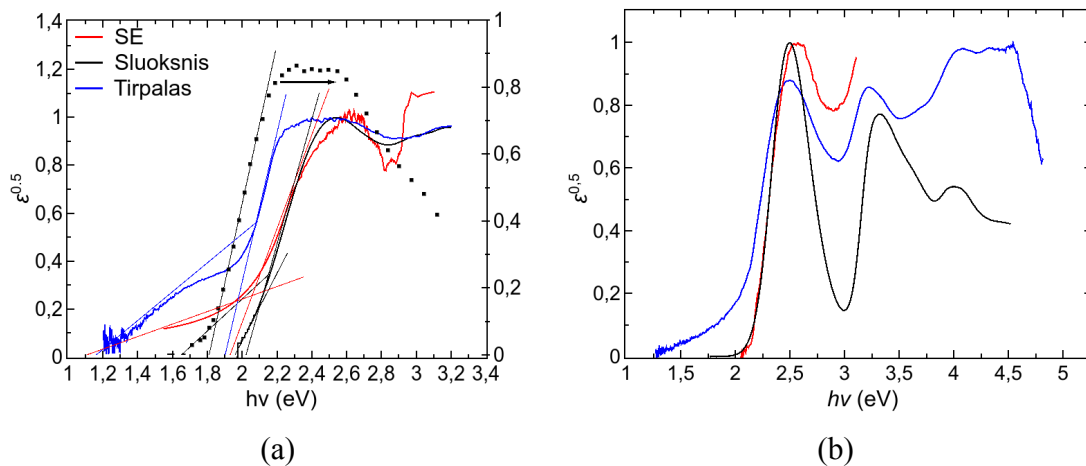 SE
Sluoksnis
Tirpalas
ε^0.5
1,4
1,2
1
0,8
0,6
0,4
0,2
0
1
0,8
0,6
0,4
0,2
0
1 1,2 1,4 1,6 1,8 2 2,2 2,4 2,6 2,8 3 3,2 3,4
hν (eV)
(a)
ε^0.5
1
0,8
0,6
0,4
0,2
0
1 1,5 2 2,5 3 3,5 4 4,5 5
hν (eV)
(b)